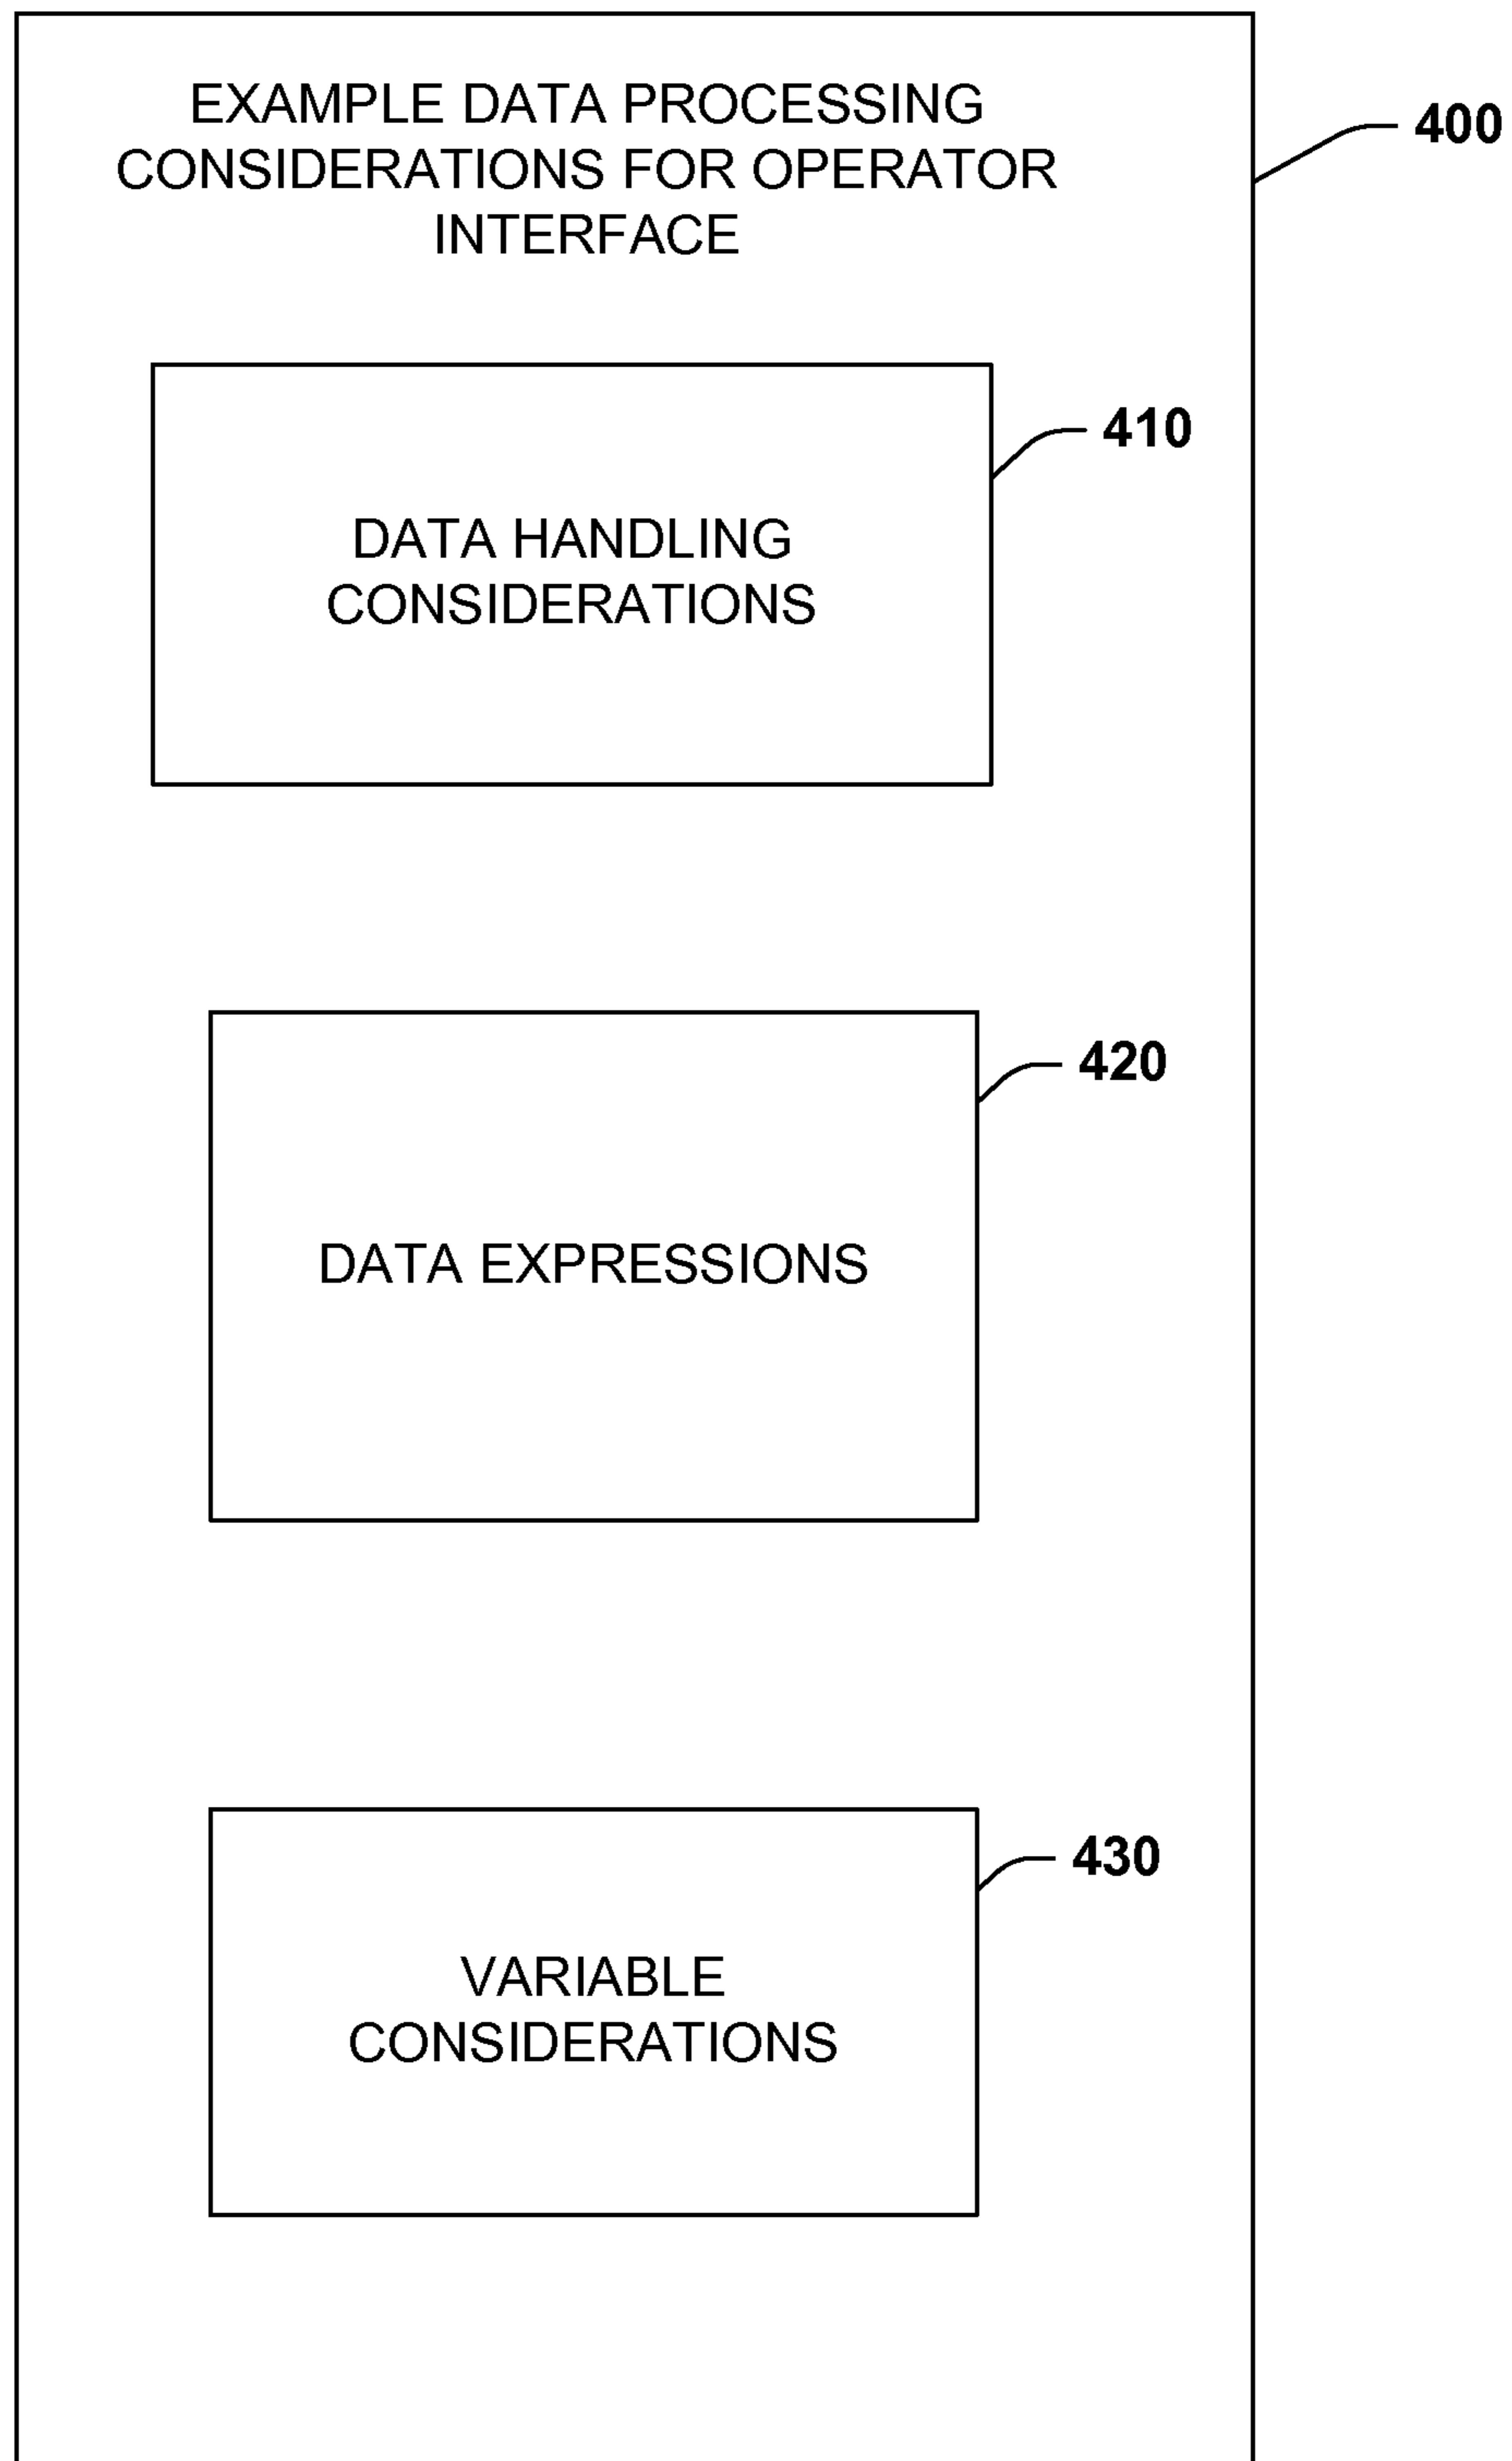 EXAMPLE DATA PROCESSING
CONSIDERATIONS FOR OPERATOR
INTERFACE
400
410
DATA HANDLING
CONSIDERATIONS
420
DATA EXPRESSIONS
430
VARIABLE
CONSIDERATIONS